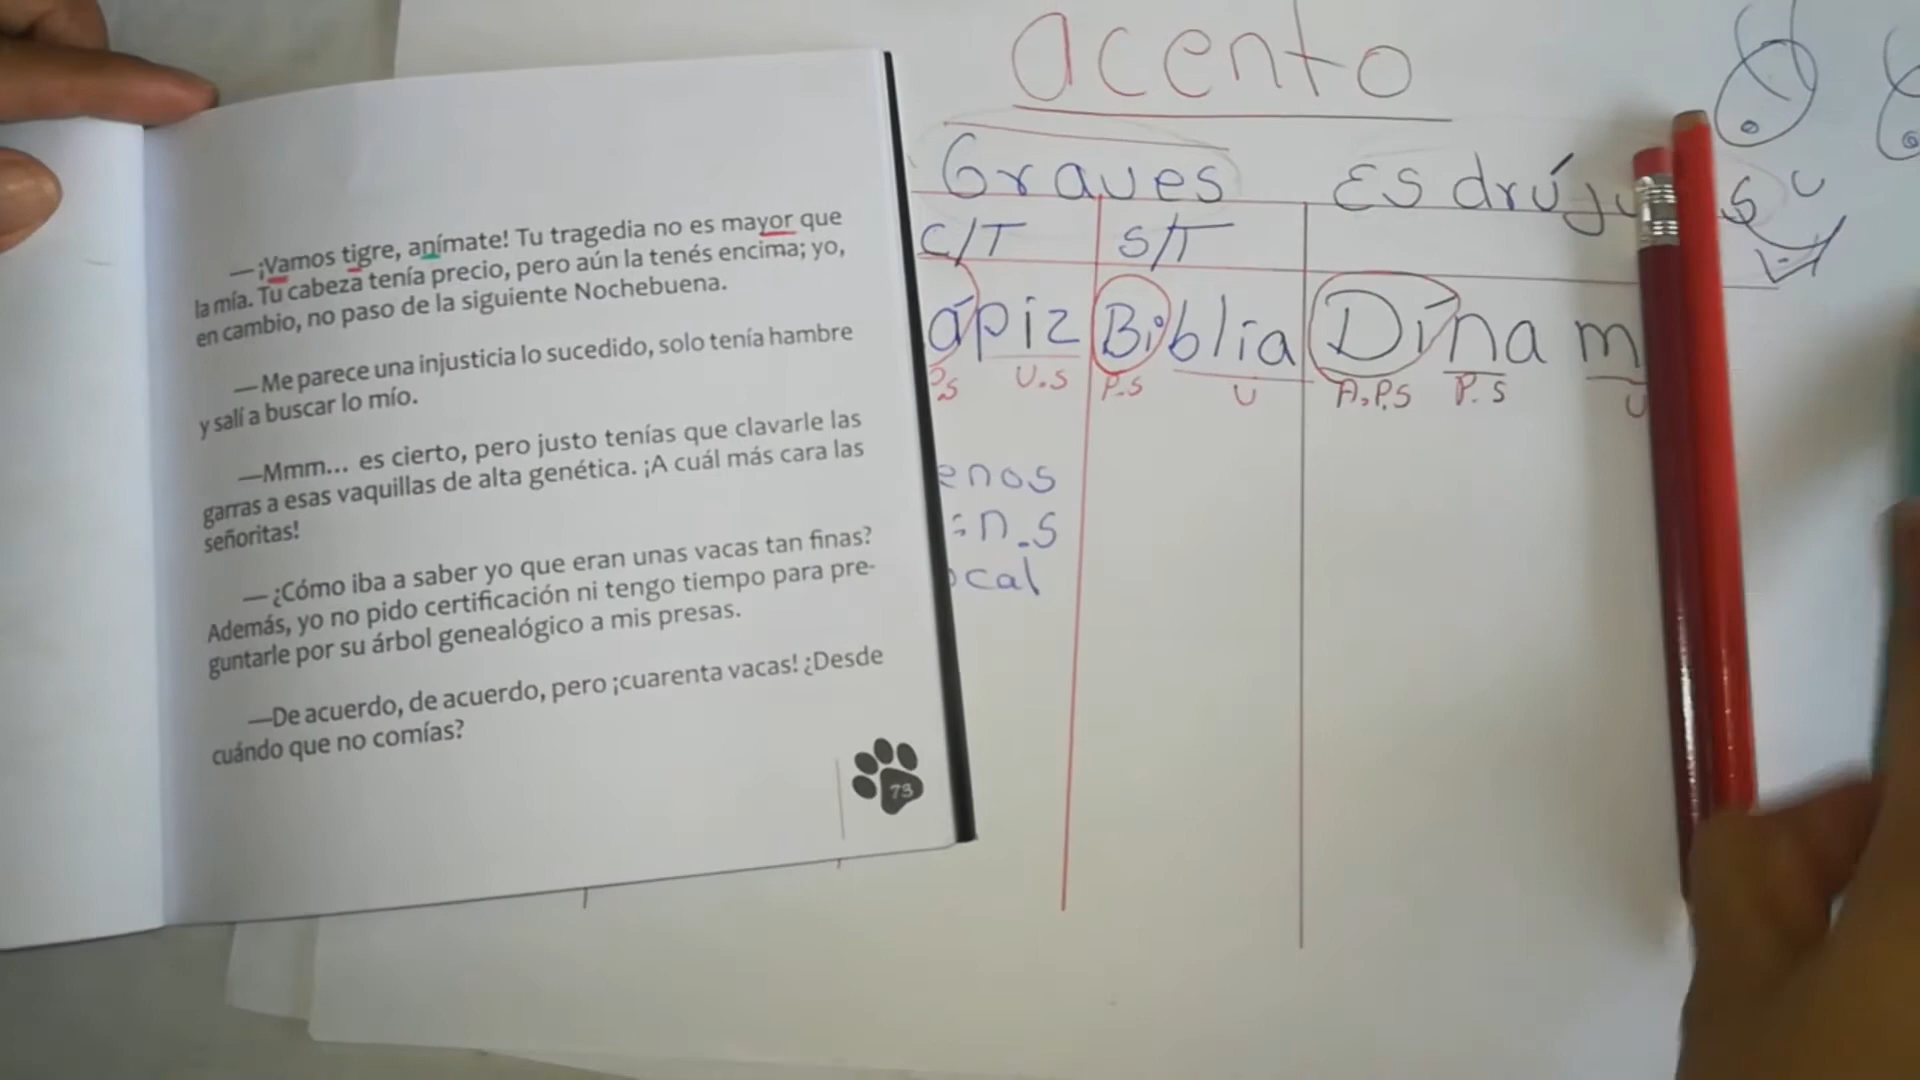 —¡Vamos tigre, anímate! Tu tragedia no es mayor que
la mía. Tu cabeza tenía precio, pero aún la tenés encima; yo,
en cambio, no paso de la siguiente Nochebuena.
—Me parece una injusticia lo sucedido, solo tenía hambre
y salí a buscar lo mío.
—Mmm... es cierto, pero justo tenías que clavarle las
garras a esas vaquillas de alta genética. ¡A cuál más cara las
señoritas!
—¿Cómo iba a saber yo que eran unas vacas tan finas?
Además, yo no pido certificación ni tengo tiempo para pre-
guntarle por su árbol genealógico a mis presas.
—De acuerdo, de acuerdo, pero ¡cuarenta vacas! ¿Desde
cuándo que no comías?
73
acento
Graves
C/T S/T
ápiz Biblia Dínam
U.S P.S U A.P.S P.S U
enos
n.s
cal